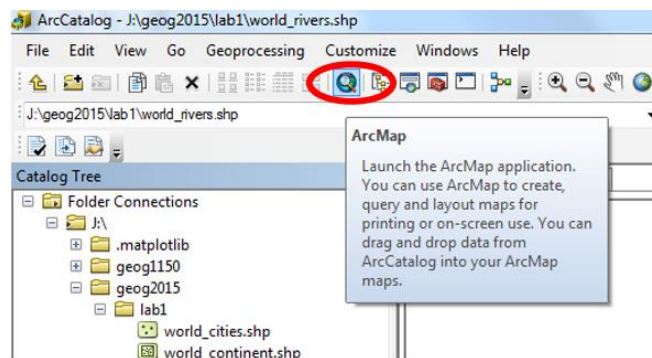 ArcCatalog - J:\geog2015\lab1\world_rivers.shp
File Edit View Go Geoprocessing Customize Windows Help
J:\geog2015\lab1\world_rivers.shp
ArcMap
Launch the ArcMap application.
You can use ArcMap to create,
query and layout maps for
printing or on-screen use. You can
drag and drop data from
ArcCatalog into your ArcMap
maps.
Catalog Tree
Folder Connections
J:\
.matplotlib
geog1150
geog2015
lab1
world_cities.shp
world_continent.shp